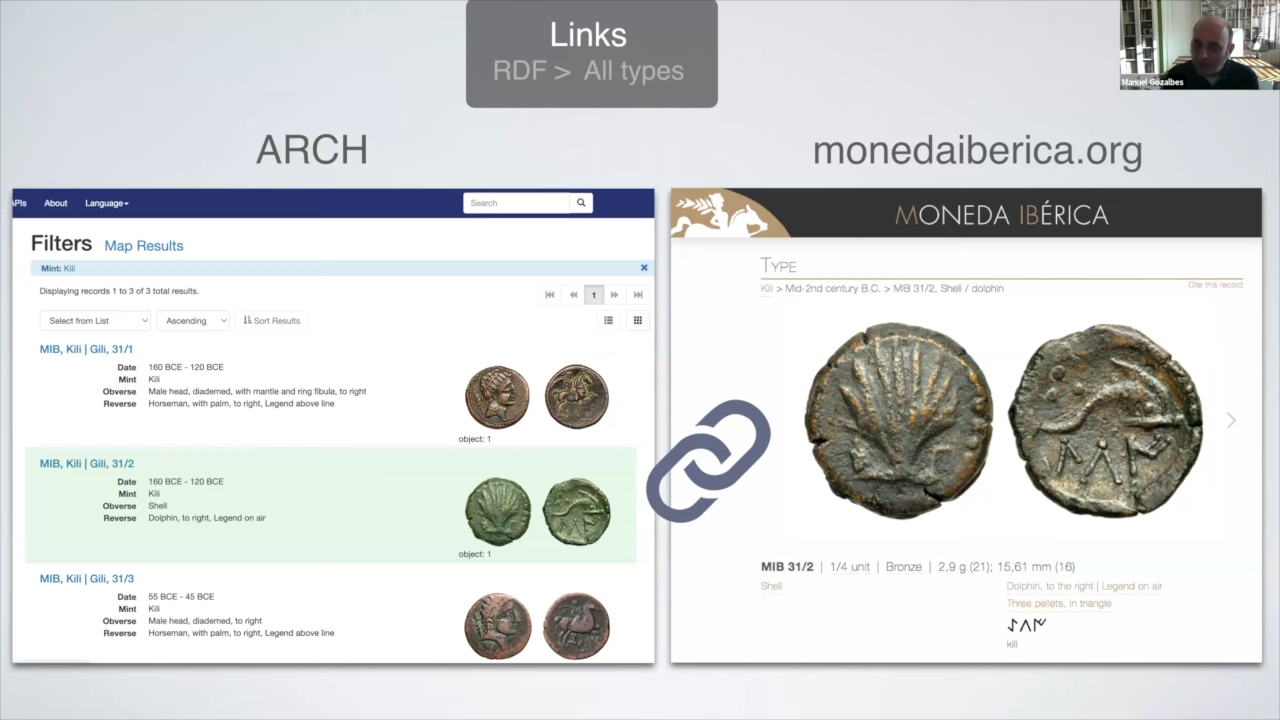 Links
RDF > All types
Manuel Gozalbes
ARCH
monedaiberica.org
PIs About Language
Search
Filters Map Results
Mint: Kili
Displaying records 1 to 3 of 3 total results.
1
Select from List Ascending Sort Results
MIB, Kili | Gili, 31/1
Date 160 BCE - 120 BCE
Mint Kili
Obverse Male head, diademed, with mantle and ring fibula, to right
Reverse Horseman, with palm, to right, Legend above line
object: 1
MIB, Kili | Gili, 31/2
Date 160 BCE - 120 BCE
Mint Kili
Obverse Shell
Reverse Dolphin, to right, Legend on air
object: 1
MIB, Kili | Gili, 31/3
Date 55 BCE - 45 BCE
Mint Kili
Obverse Male head, diademed, to right
Reverse Horseman, with palm, to right, Legend above line
MONEDA IBÉRICA
TYPE
Kili > Mid-2nd century B.C. > MIB 31/2, Shell / dolphin
Cite this record
MIB 31/2 | 1/4 unit | Bronze | 2,9 g (21); 15,61 mm (16)
Shell
Dolphin, to the right | Legend on air
Three pellets, in triangle
kili